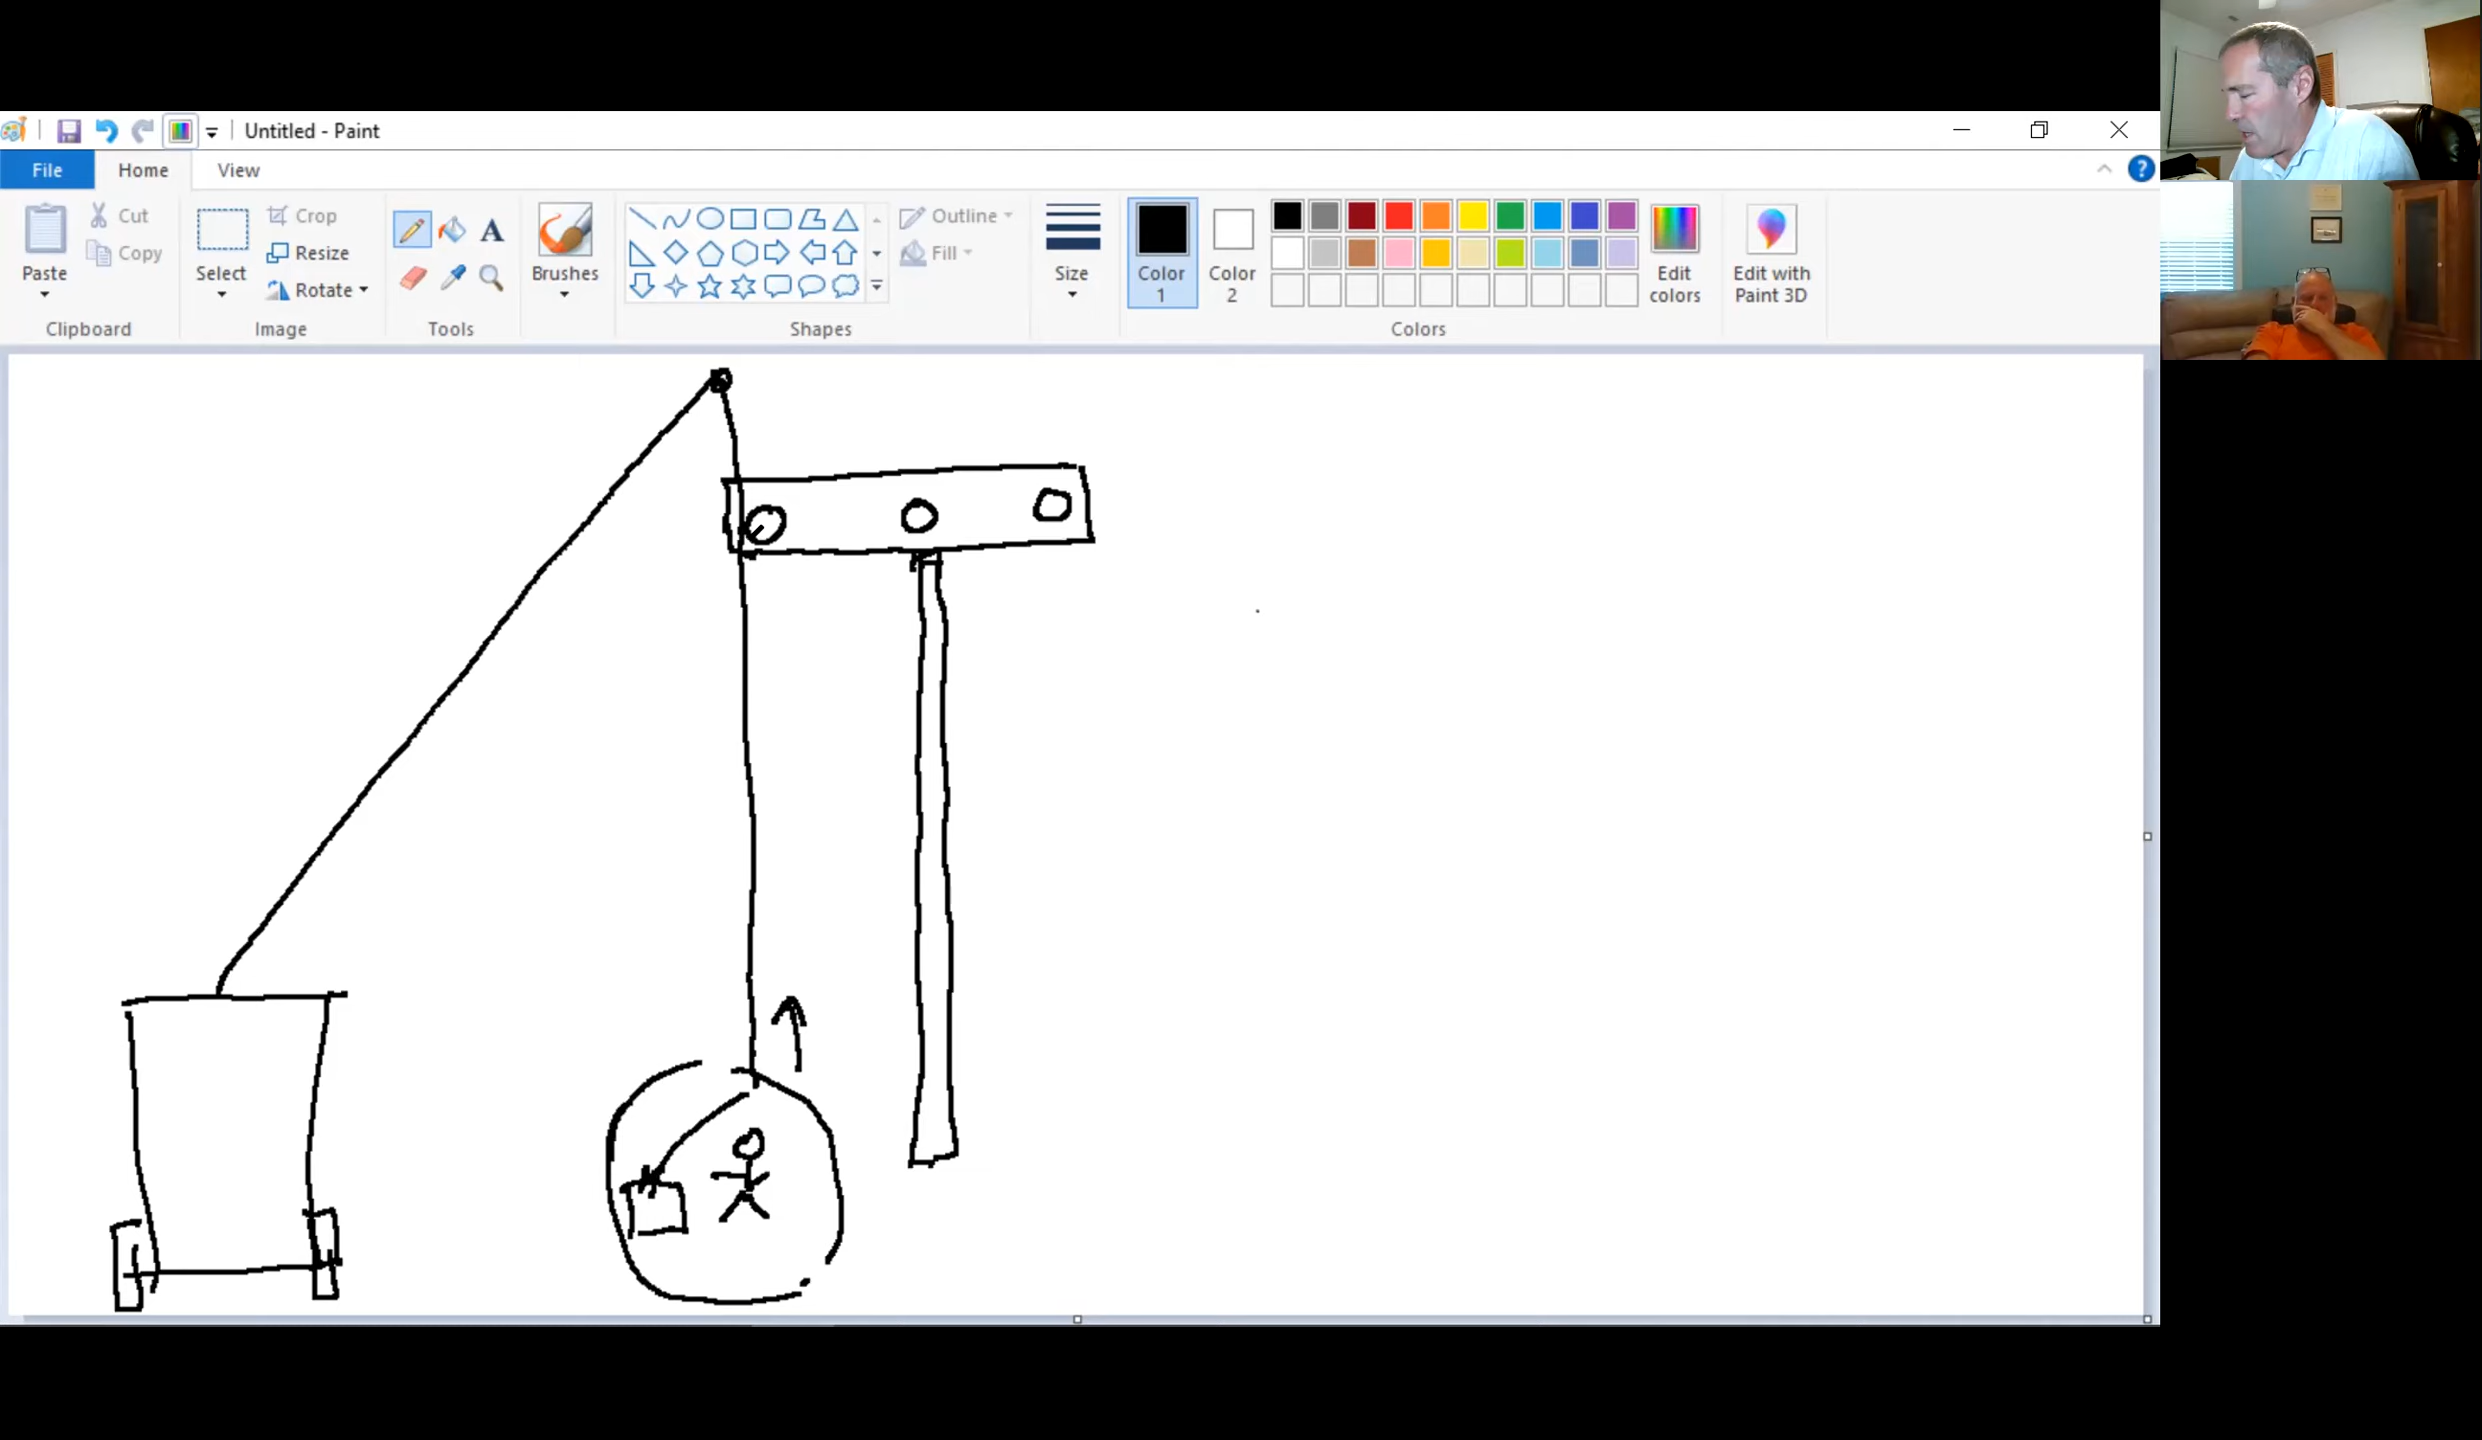 Untitled - Paint
File Home View
Paste
Cut
Copy
Clipboard
Select
Crop
Resize
Rotate
Image
Tools
Brushes
Shapes
Outline
Fill
Size
Color 1
Color 2
Edit colors
Edit with Paint 3D
Colors